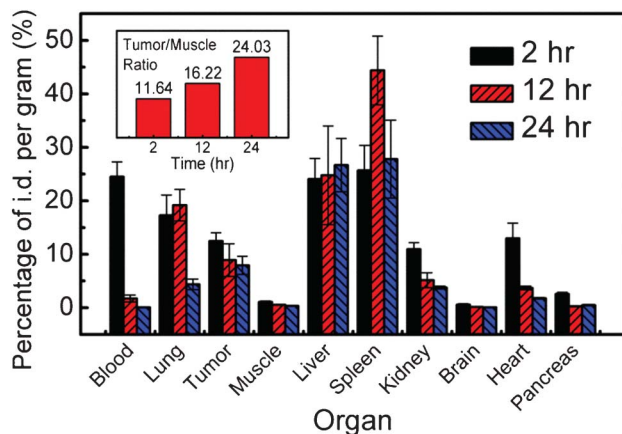 Percentage of i.d. per gram (%)
50
40
30
20
10
0
Tumor/Muscle
Ratio
11.64
16.22
24.03
2
12
24
Time (hr)
2 hr
12 hr
24 hr
Blood
Lung
Tumor
Muscle
Liver
Spleen
Kidney
Brain
Heart
Pancreas
Organ